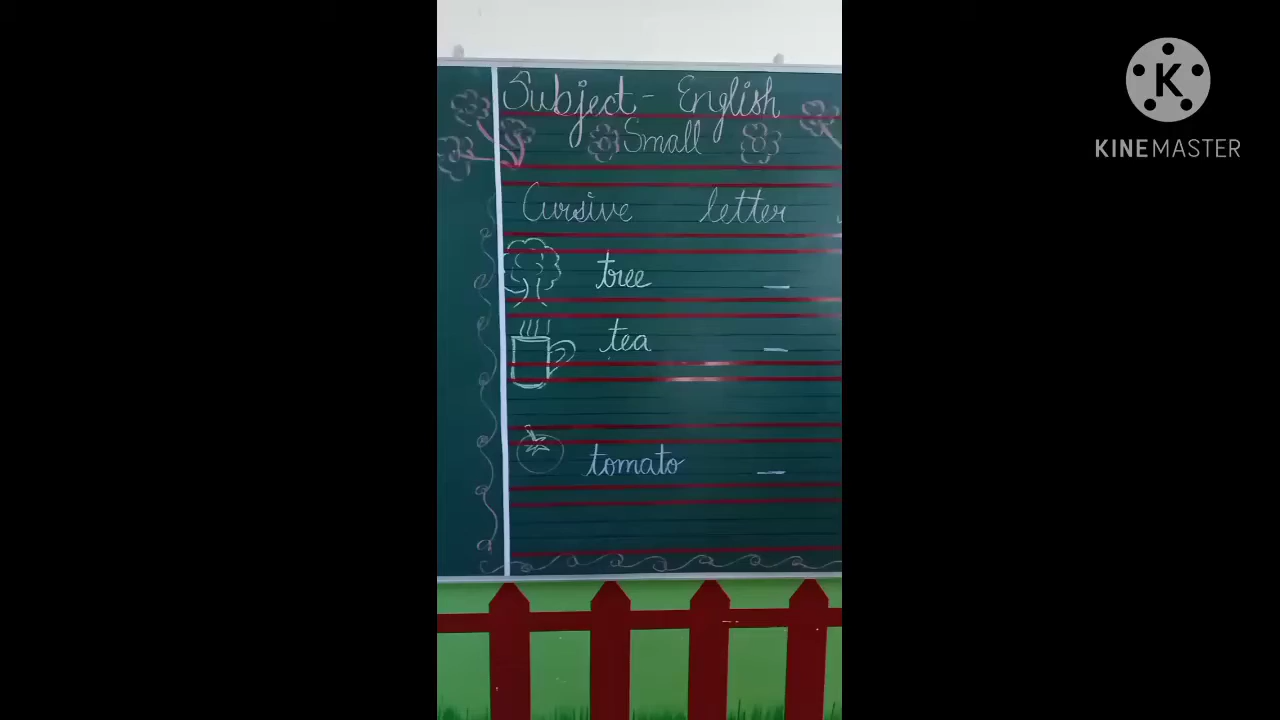 Subject - English
Small
Cursive letter
tree —
tea —
tomato —
K
KINEMASTER